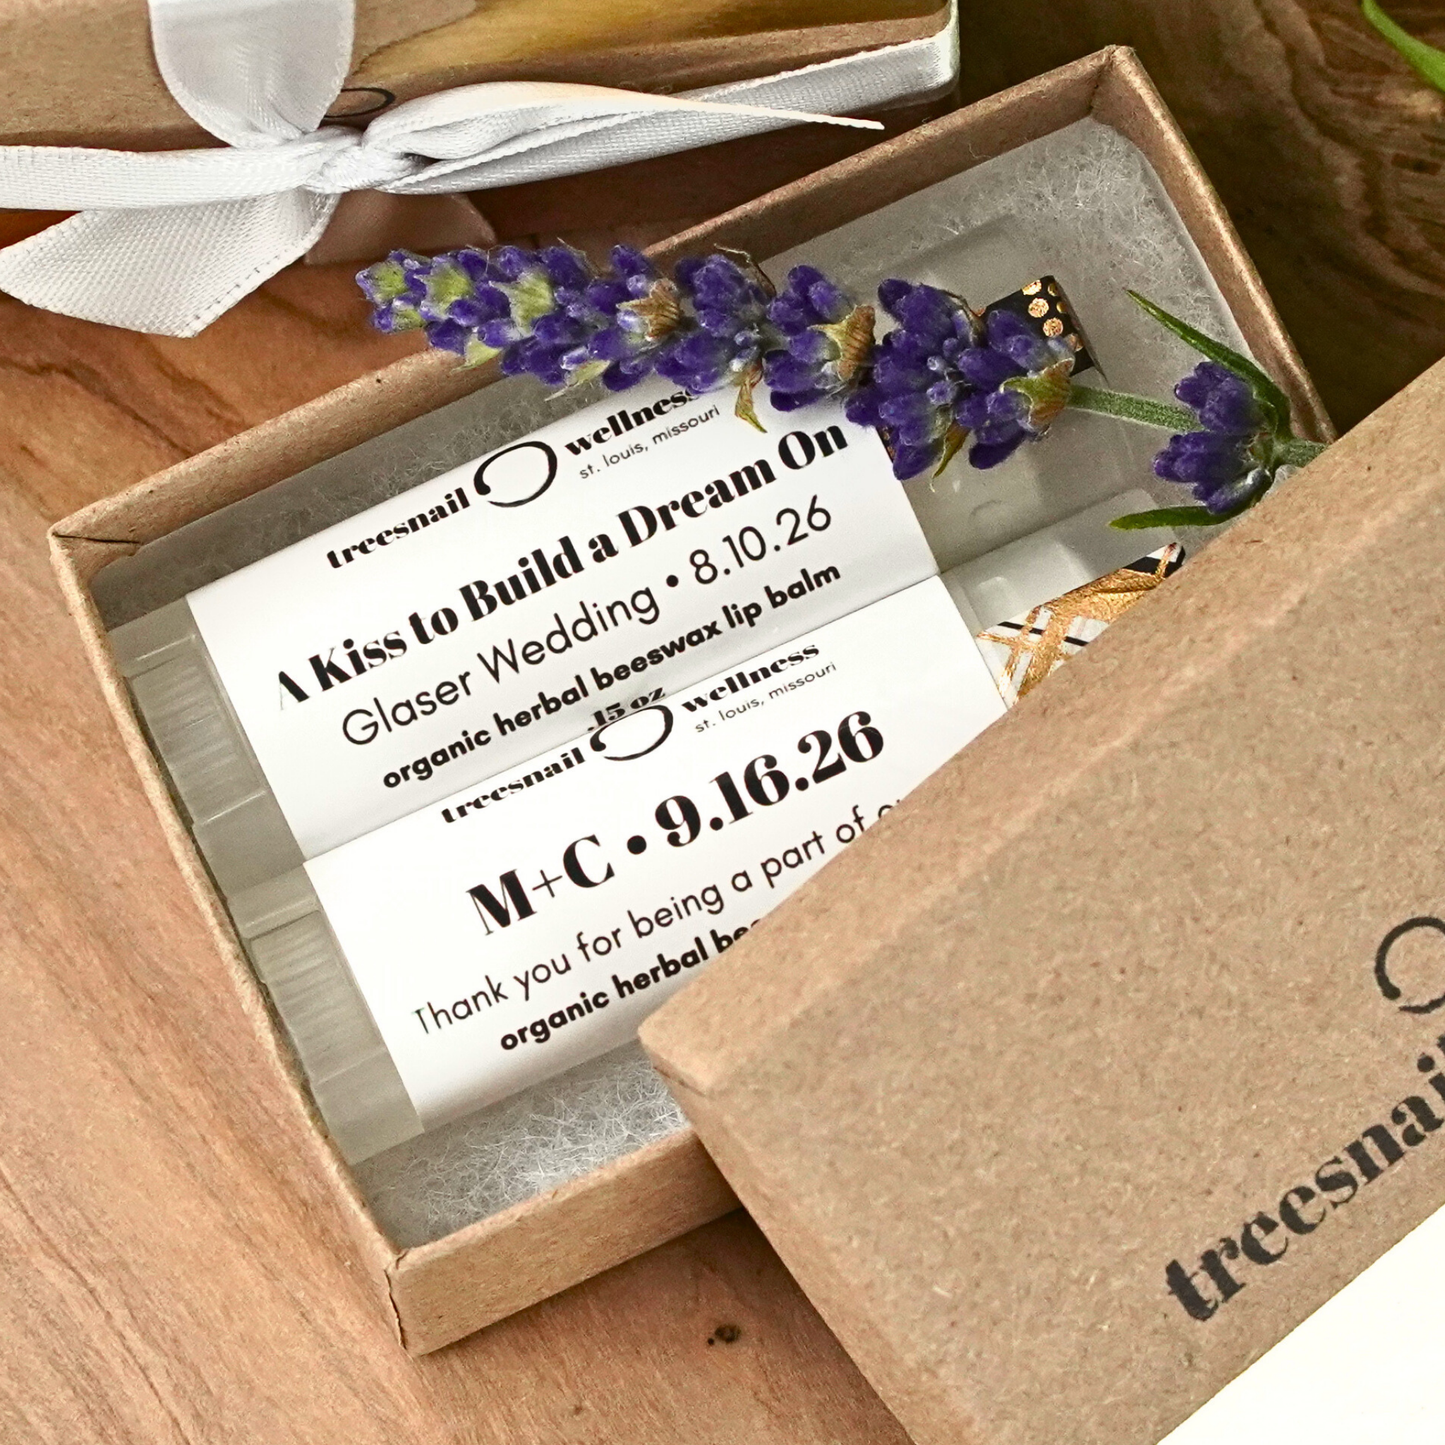 treesnail wellness
st. louis, missouri
A Kiss to Build a Dream On
Glaser Wedding • 8.10.26
organic herbal beeswax lip balm
.15 oz
treesnail wellness
st. louis, missouri
M+C • 9.16.26
Thank you for being a part of
organic herbal
treesnail